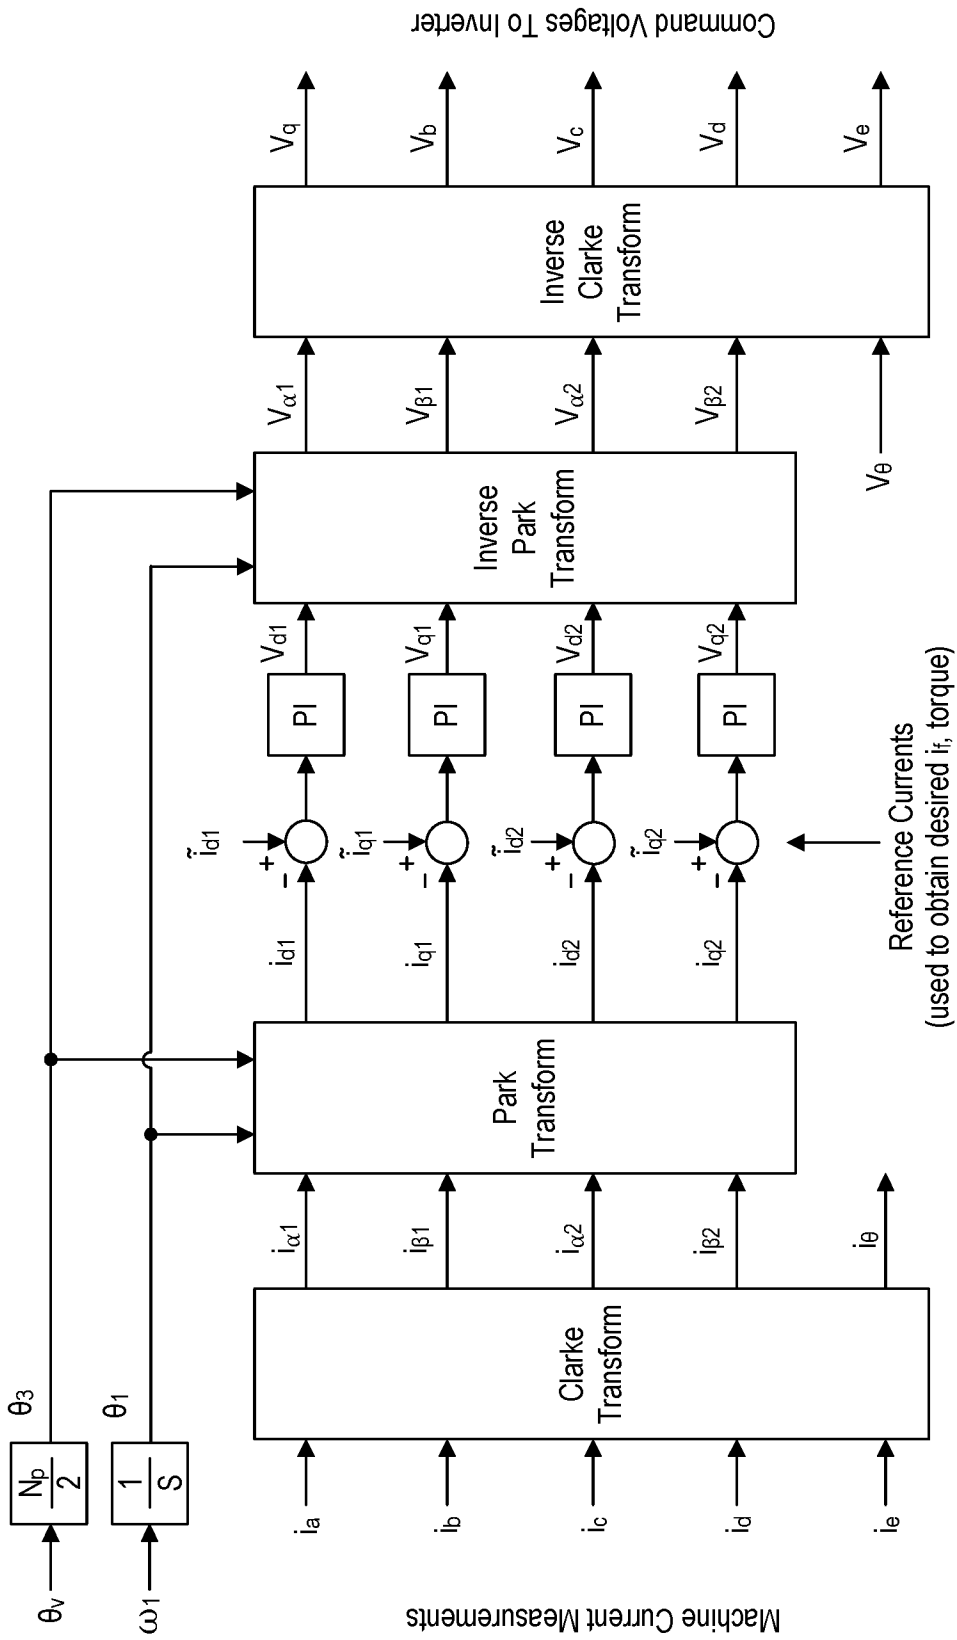 θv
Np
2
θ3
ω1
1
S
θ1
Machine Current Measurements
ia
ib
ic
id
ie
Clarke
Transform
iα1
iβ1
iα2
iβ2
iθ
Park
Transform
id1
iq1
id2
iq2
ĩd1
+
−
ĩq1
+
−
ĩd2
+
−
ĩq2
+
−
Reference Currents
(used to obtain desired if, torque)
PI
PI
PI
PI
Vd1
Vq1
Vd2
Vq2
Inverse
Park
Transform
Vα1
Vβ1
Vα2
Vβ2
Vθ
Inverse
Clarke
Transform
Vq
Vb
Vc
Vd
Ve
Command Voltages To Inverter